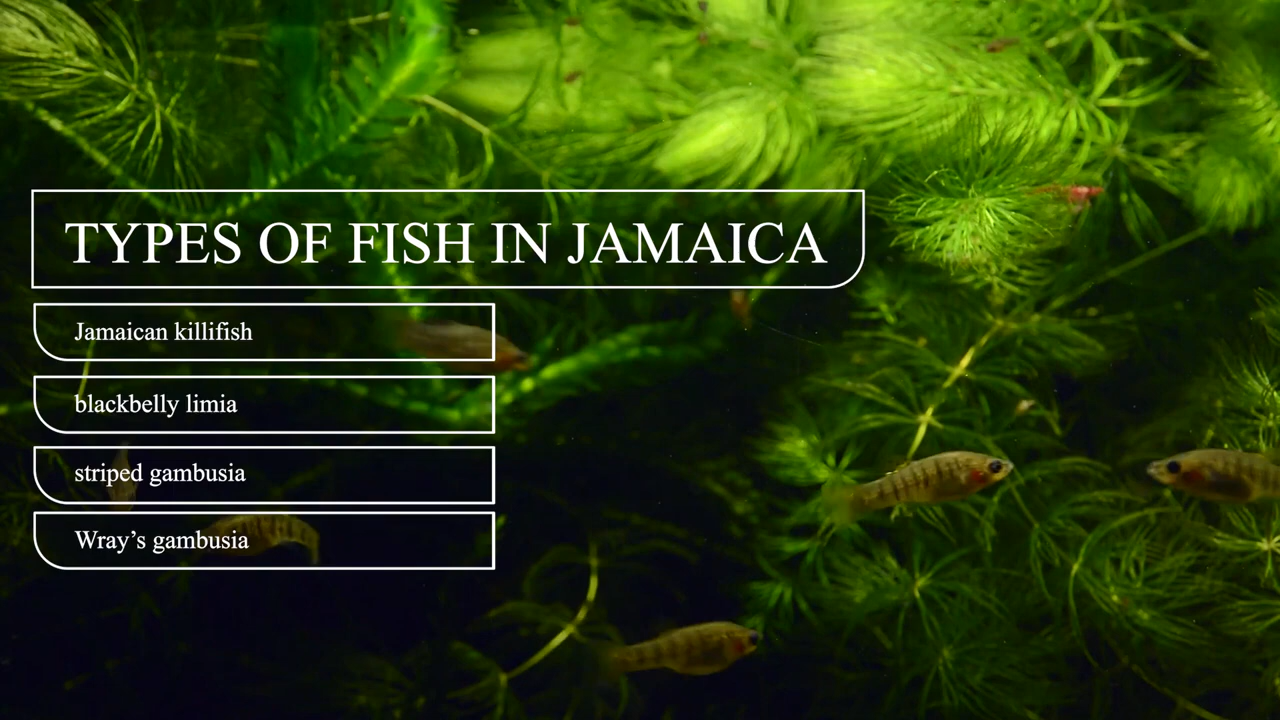 TYPES OF FISH IN JAMAICA
Jamaican killifish
blackbelly limia
striped gambusia
Wray’s gambusia